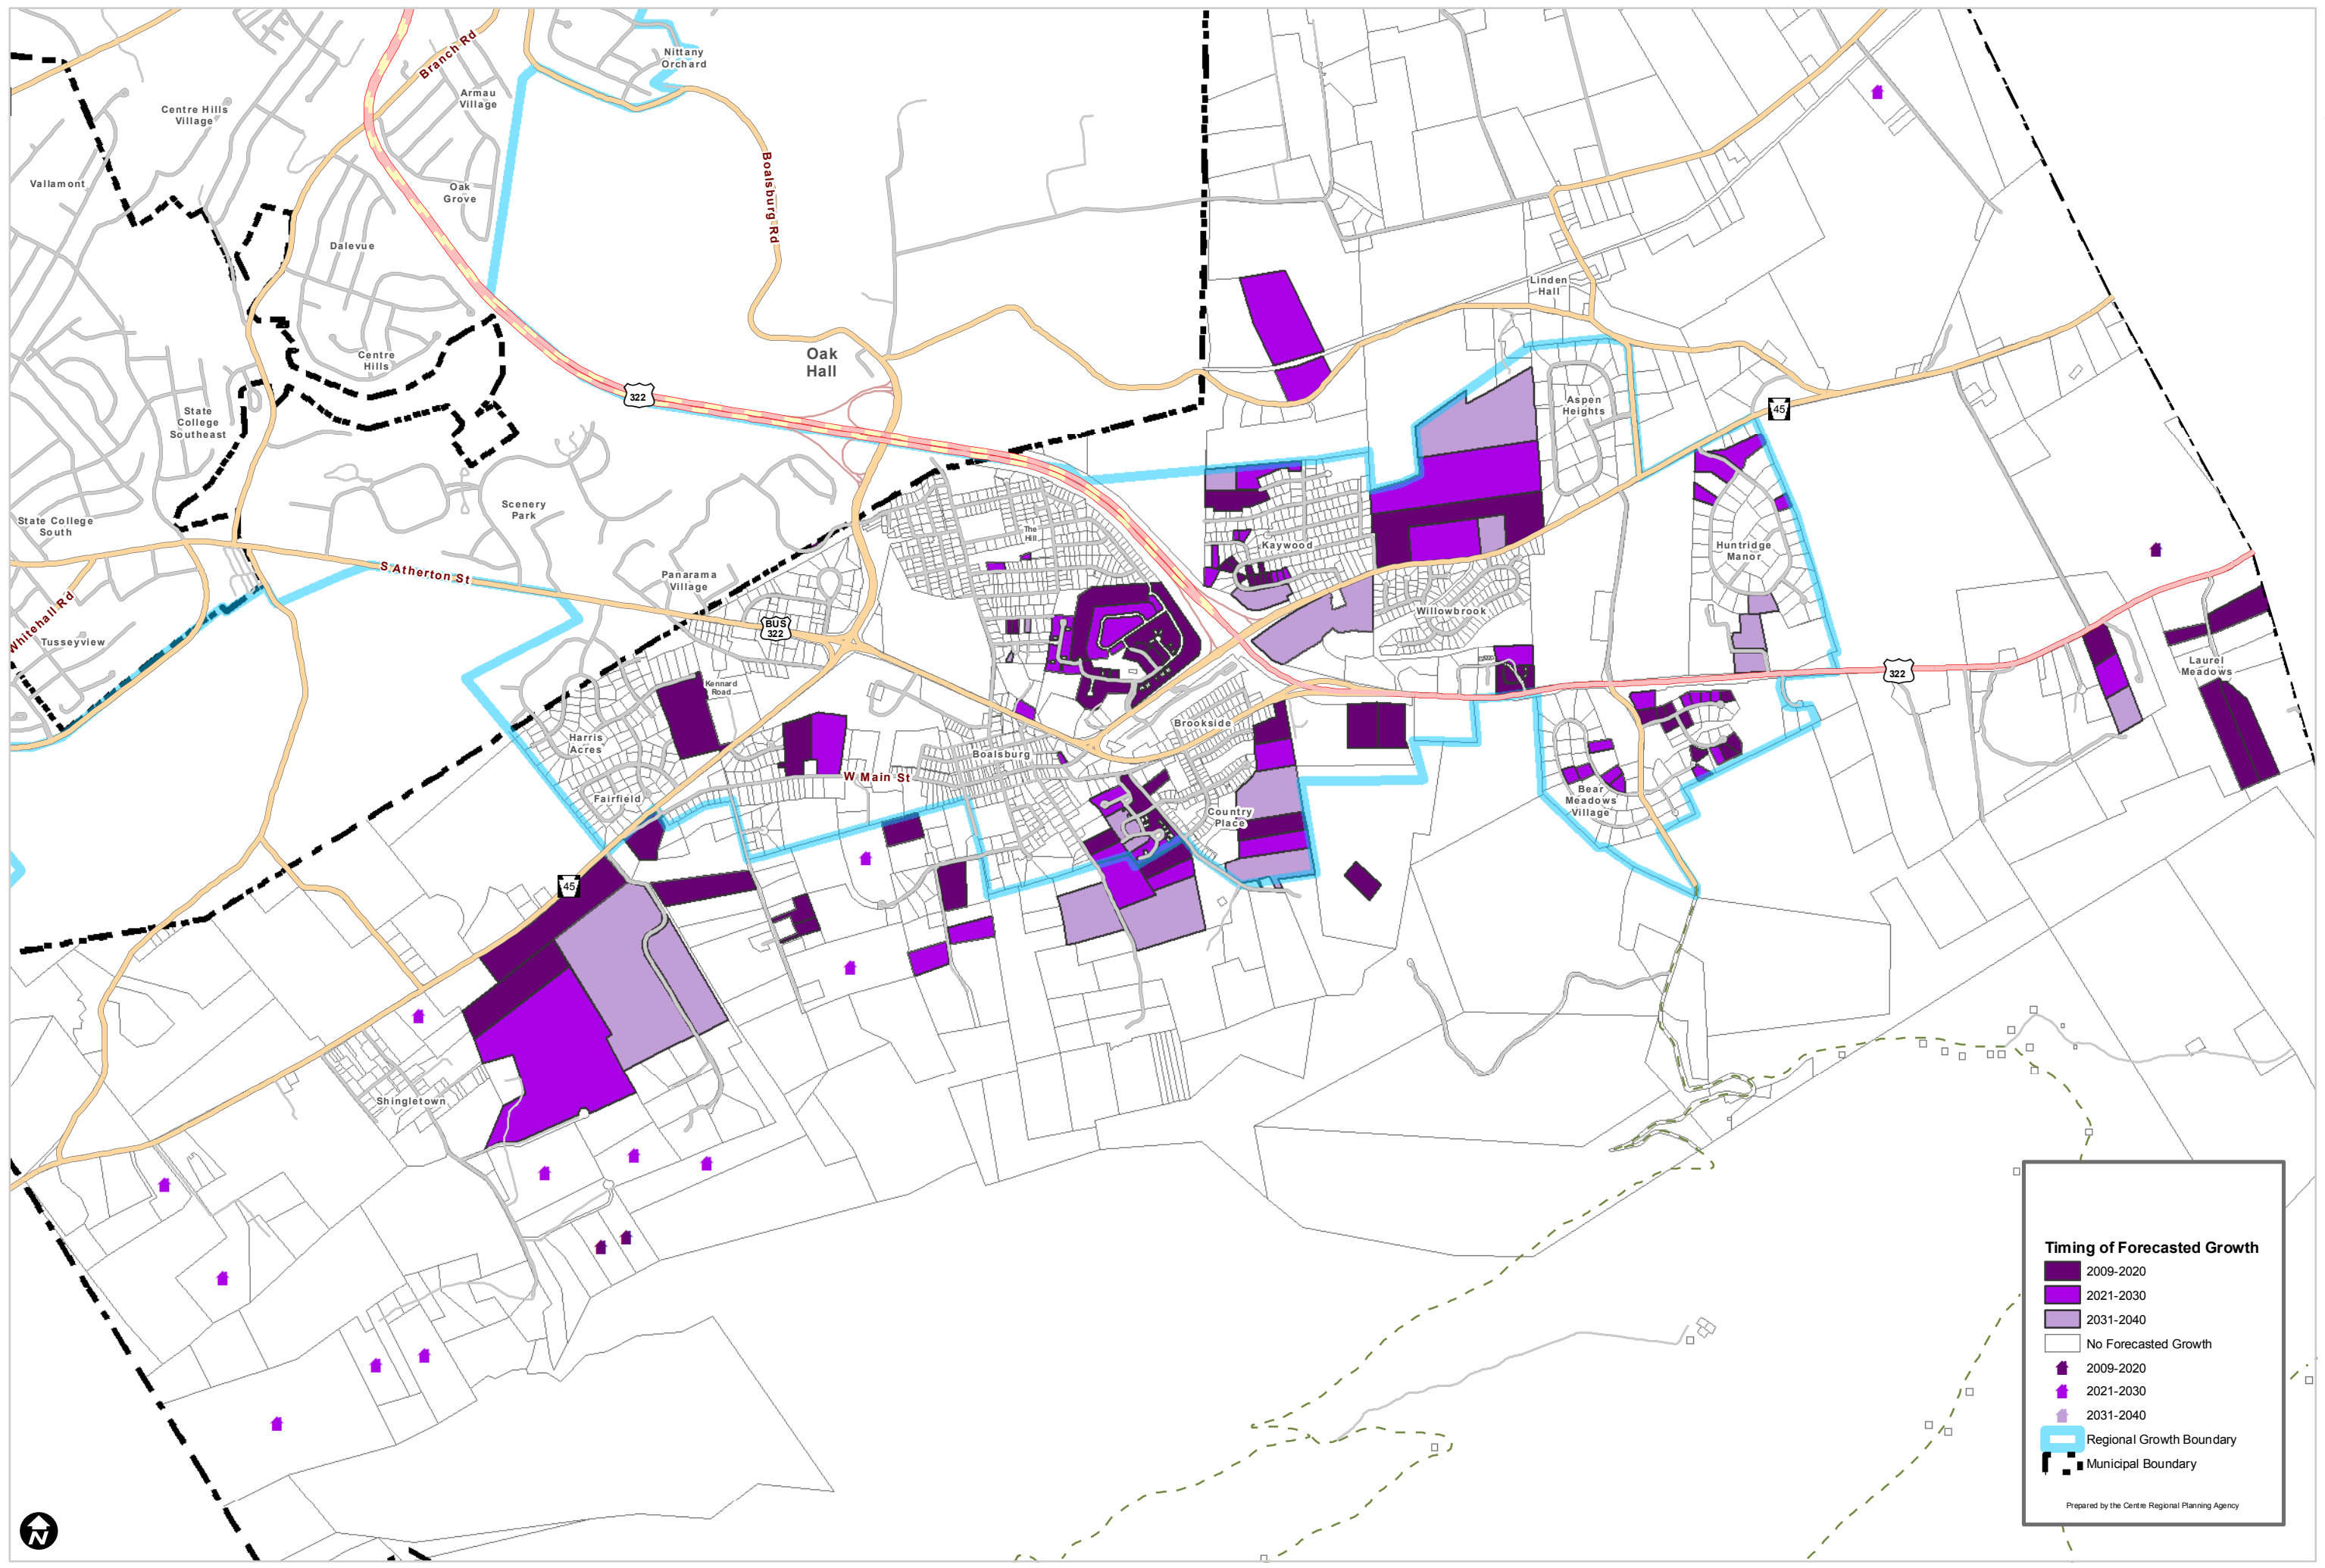 Branch Rd
Nittany
Orchard
Armau
Village
Centre Hills
Village
Vallamont
Oak
Grove
Boalsburg Rd
Dalevue
Linden
Hall
Centre
Hills
Oak
Hall
322
Aspen
Heights
45
State
College
Southeast
Scenery
Park
State College
South
The
Hill
Kaywood
Huntridge
Manor
S Atherton St
Panarama
Village
Whitehall Rd
Willowbrook
BUS
322
Tusseyview
Laurel
Meadows
322
Kennard
Road
Brookside
Harris
Acres
Boalsburg
W Main St
Fairfield
Country
Place
Bear
Meadows
Village
45
Shingletown
Timing of Forecasted Growth
2009-2020
2021-2030
2031-2040
No Forecasted Growth
2009-2020
2021-2030
2031-2040
Regional Growth Boundary
Municipal Boundary
Prepared by the Centre Regional Planning Agency
N